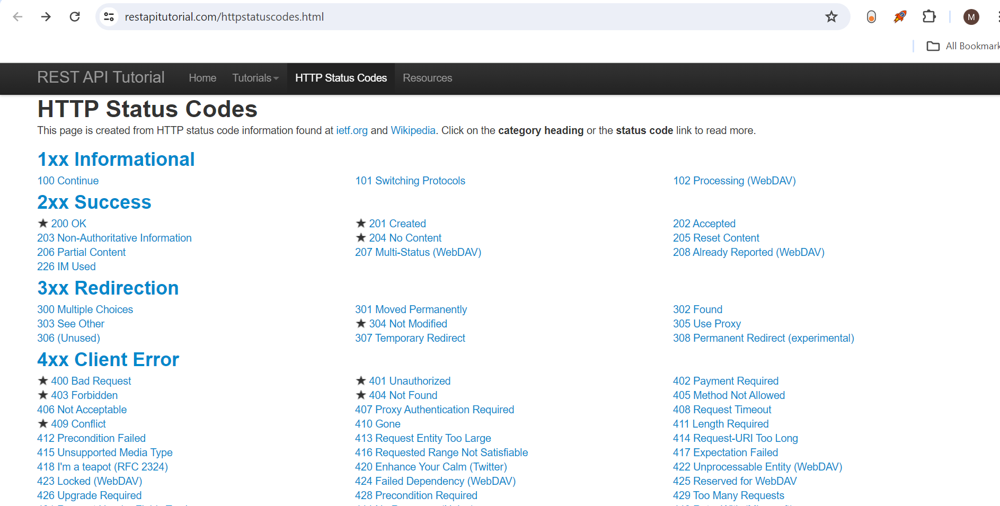 restapitutorial.com/httpstatuscodes.html
M
All Bookmark
REST API Tutorial Home Tutorials HTTP Status Codes Resources
HTTP Status Codes
This page is created from HTTP status code information found at ietf.org and Wikipedia. Click on the category heading or the status code link to read more.
1xx Informational
100 Continue 101 Switching Protocols 102 Processing (WebDAV)
2xx Success
★ 200 OK ★ 201 Created 202 Accepted
203 Non-Authoritative Information ★ 204 No Content 205 Reset Content
206 Partial Content 207 Multi-Status (WebDAV) 208 Already Reported (WebDAV)
226 IM Used
3xx Redirection
300 Multiple Choices 301 Moved Permanently 302 Found
303 See Other ★ 304 Not Modified 305 Use Proxy
306 (Unused) 307 Temporary Redirect 308 Permanent Redirect (experimental)
4xx Client Error
★ 400 Bad Request ★ 401 Unauthorized 402 Payment Required
★ 403 Forbidden ★ 404 Not Found 405 Method Not Allowed
406 Not Acceptable 407 Proxy Authentication Required 408 Request Timeout
★ 409 Conflict 410 Gone 411 Length Required
412 Precondition Failed 413 Request Entity Too Large 414 Request-URI Too Long
415 Unsupported Media Type 416 Requested Range Not Satisfiable 417 Expectation Failed
418 I'm a teapot (RFC 2324) 420 Enhance Your Calm (Twitter) 422 Unprocessable Entity (WebDAV)
423 Locked (WebDAV) 424 Failed Dependency (WebDAV) 425 Reserved for WebDAV
426 Upgrade Required 428 Precondition Required 429 Too Many Requests